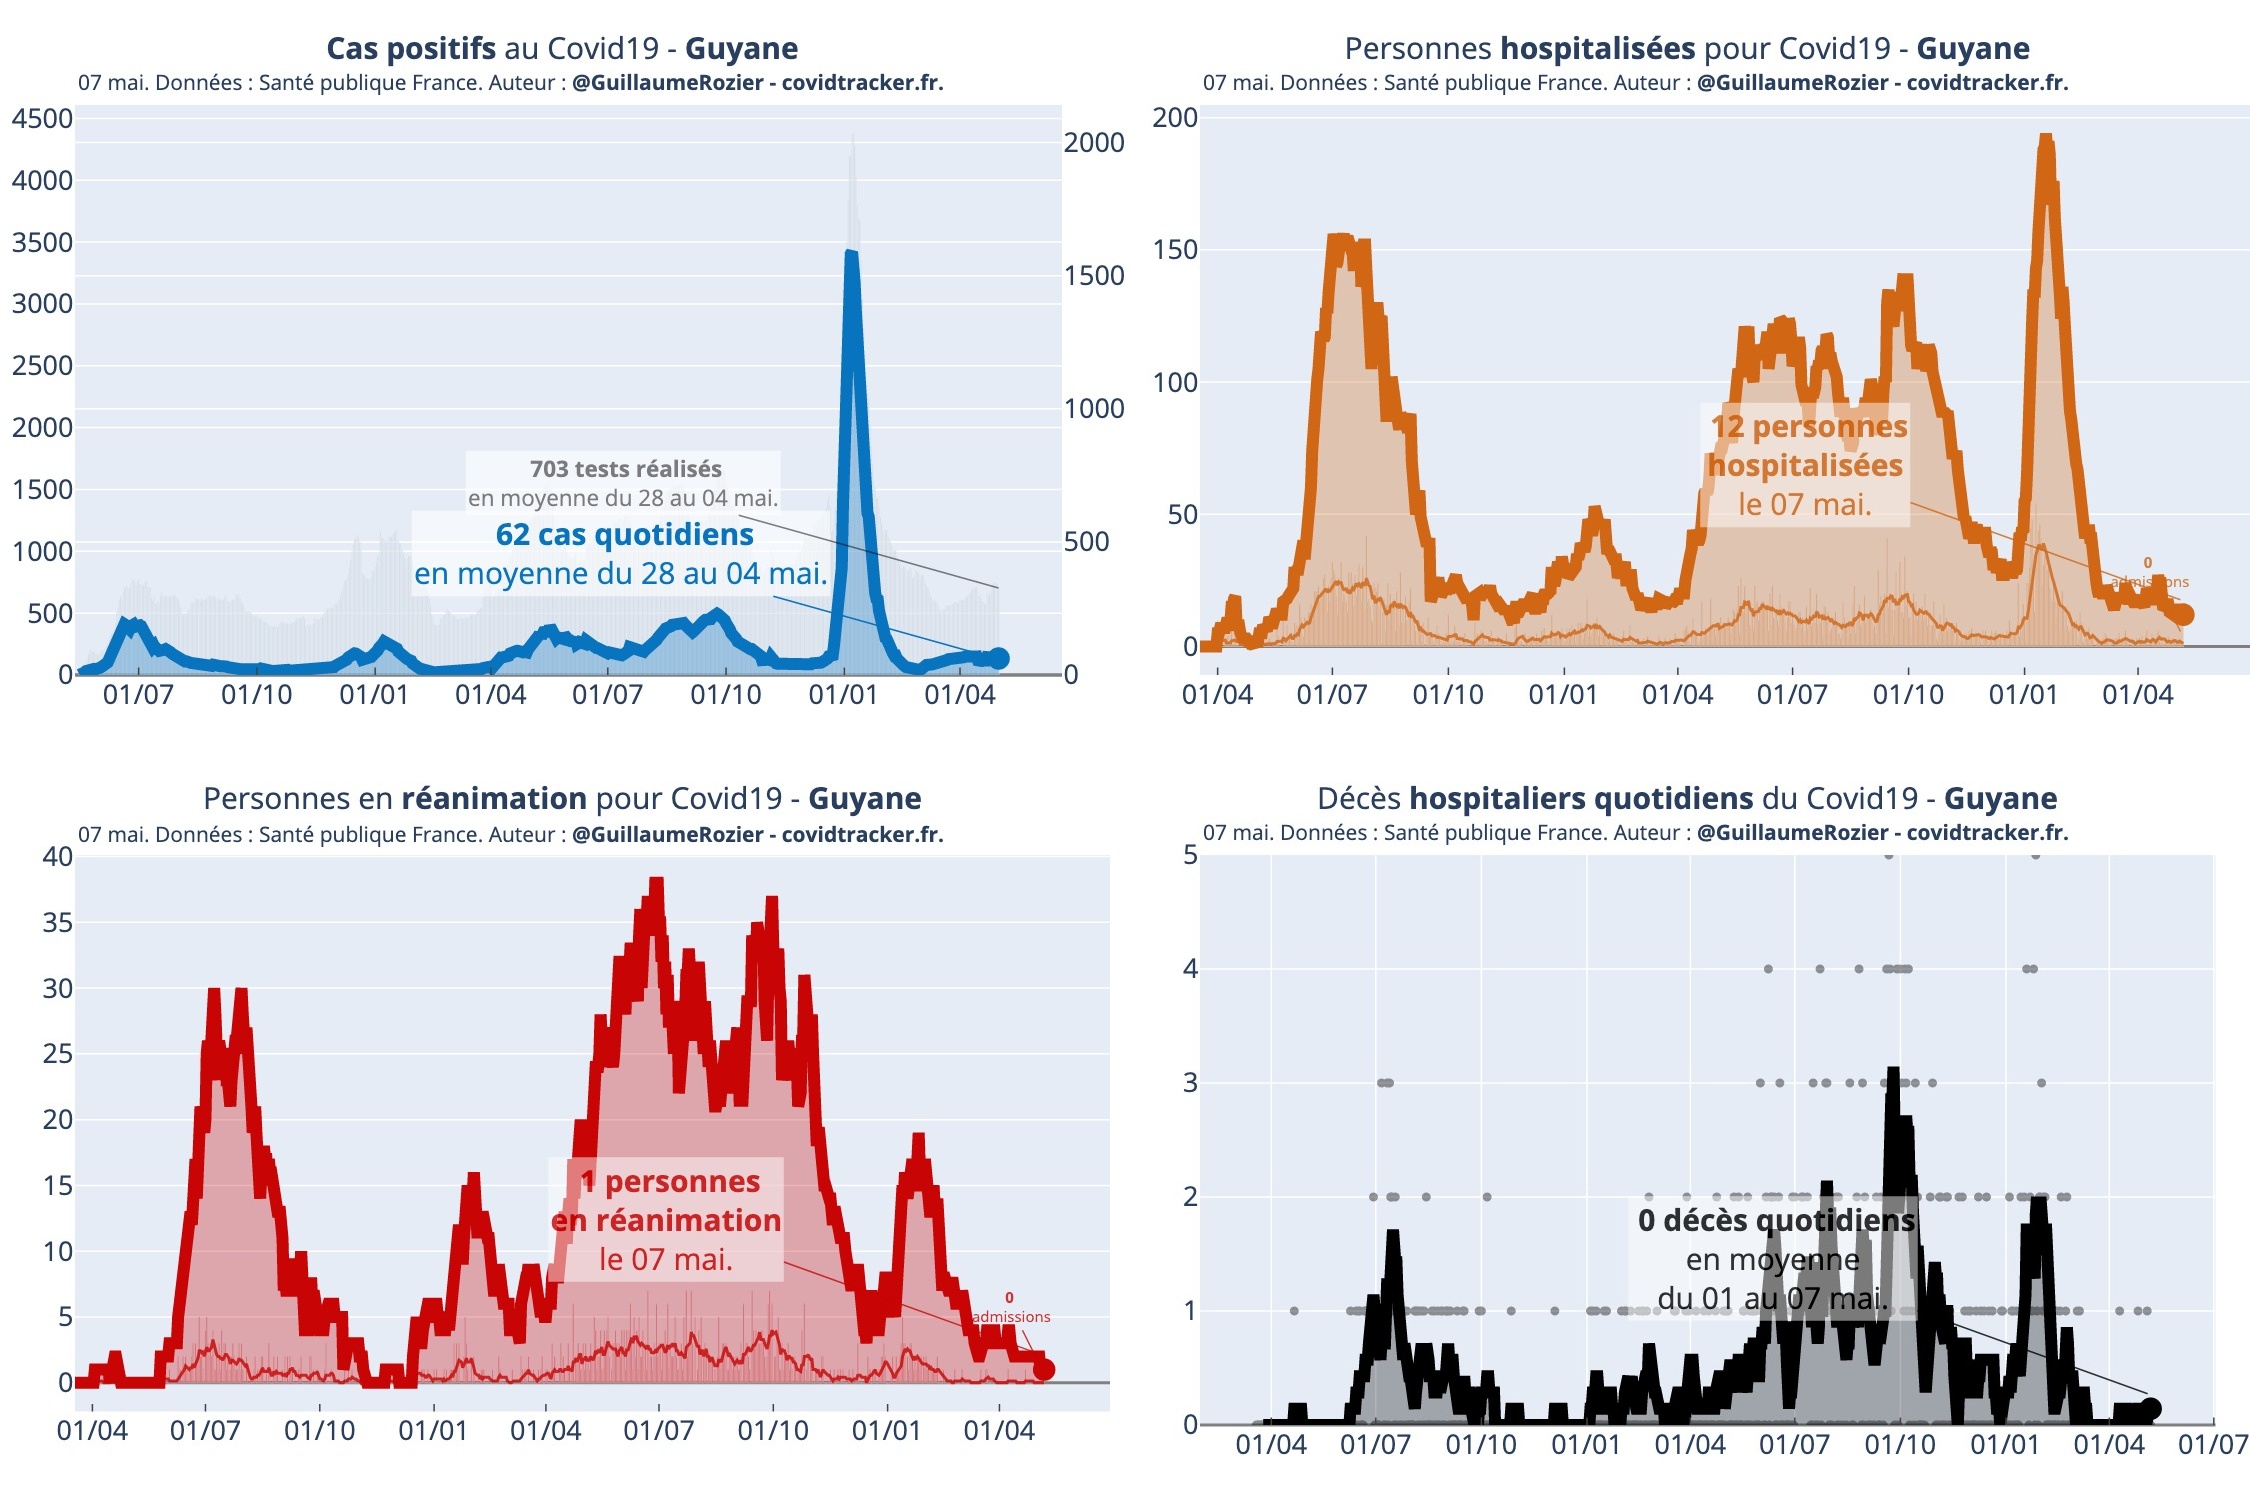 Cas positifs au Covid19 - Guyane
07 mai. Données : Santé publique France. Auteur : @GuillaumeRozier - covidtracker.fr.
4500
4000
3500
3000
2500
2000
1500
1000
500
0
2000
1500
1000
500
0
703 tests réalisés
en moyenne du 28 au 04 mai.
62 cas quotidiens
en moyenne du 28 au 04 mai.
01/07 01/10 01/01 01/04 01/07 01/10 01/01 01/04
Personnes hospitalisées pour Covid19 - Guyane
07 mai. Données : Santé publique France. Auteur : @GuillaumeRozier - covidtracker.fr.
200
150
100
50
0
12 personnes
hospitalisées
le 07 mai.
0
admissions
01/04 01/07 01/10 01/01 01/04 01/07 01/10 01/01 01/04
Personnes en réanimation pour Covid19 - Guyane
07 mai. Données : Santé publique France. Auteur : @GuillaumeRozier - covidtracker.fr.
40
35
30
25
20
15
10
5
0
1 personnes
en réanimation
le 07 mai.
0
admissions
01/04 01/07 01/10 01/01 01/04 01/07 01/10 01/01 01/04
Décès hospitaliers quotidiens du Covid19 - Guyane
07 mai. Données : Santé publique France. Auteur : @GuillaumeRozier - covidtracker.fr.
5
4
3
2
1
0
0 décès quotidiens
en moyenne
du 01 au 07 mai.
01/04 01/07 01/10 01/01 01/04 01/07 01/10 01/01 01/04 01/07